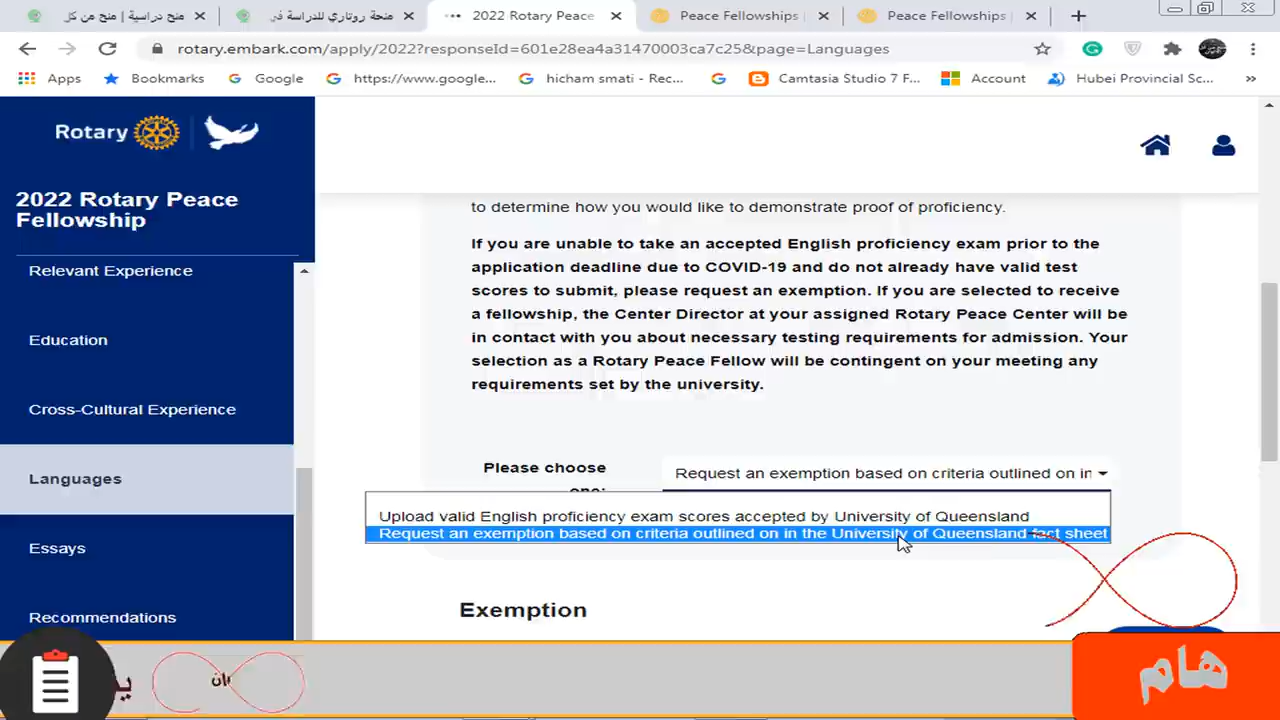 منح دراسية | منح من كل
منحة روتاري للدراسة في
2022 Rotary Peace
Peace Fellowships |
Peace Fellowships |
rotary.embark.com/apply/2022?responseId=601e28ea4a31470003ca7c25&page=Languages
Apps
Bookmarks
Google
https://www.google...
hicham smati - Rec...
Camtasia Studio 7 F...
Account
Hubei Provincial Sc...
»
Rotary
2022 Rotary Peace
Fellowship
Relevant Experience
Education
Cross-Cultural Experience
Languages
Essays
Recommendations
to determine how you would like to demonstrate proof of proficiency.
If you are unable to take an accepted English proficiency exam prior to the
application deadline due to COVID-19 and do not already have valid test
scores to submit, please request an exemption. If you are selected to receive
a fellowship, the Center Director at your assigned Rotary Peace Center will be
in contact with you about necessary testing requirements for admission. Your
selection as a Rotary Peace Fellow will be contingent on your meeting any
requirements set by the university.
Please choose
one:
Request an exemption based on criteria outlined on in
Upload valid English proficiency exam scores accepted by University of Queensland
Request an exemption based on criteria outlined on in the University of Queensland fact sheet
Exemption
هام